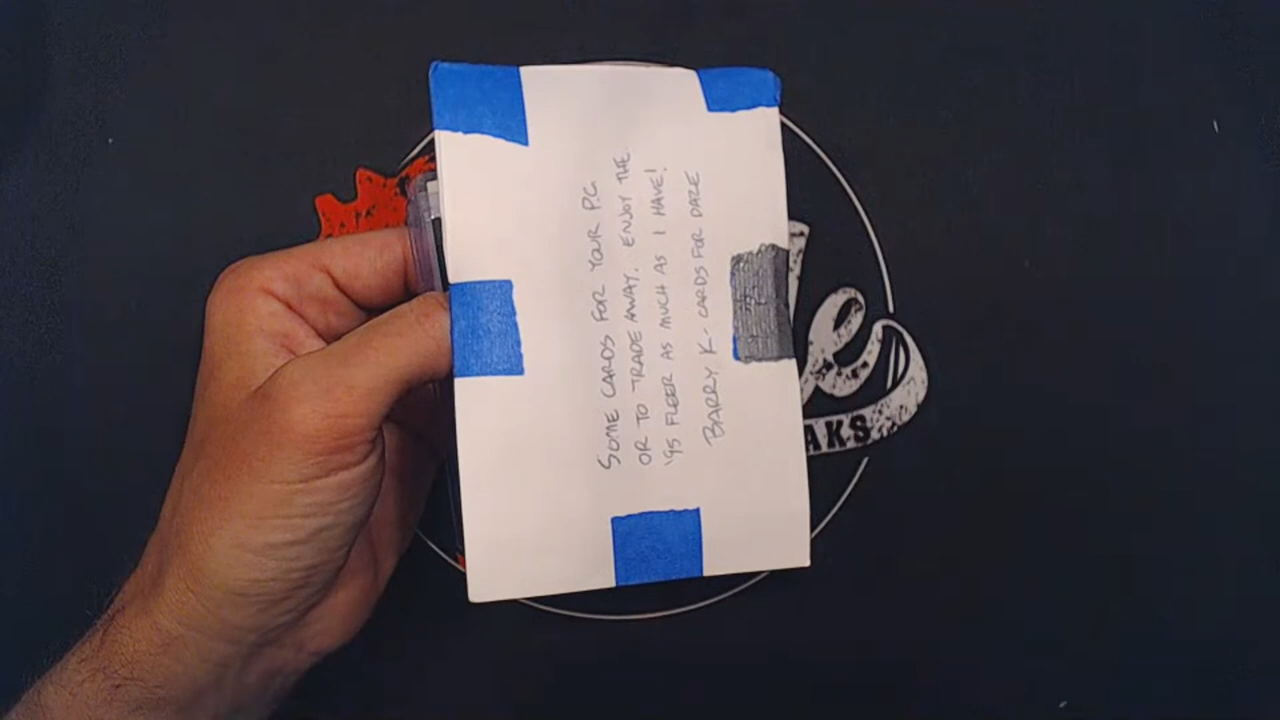 SOME CARDS FOR YOUR P.C.
OR TO TRADE AWAY. ENJOY THE
'95 FLEER AS MUCH AS I HAVE!
BARRY K - CARDS FOR DAZE
AKS